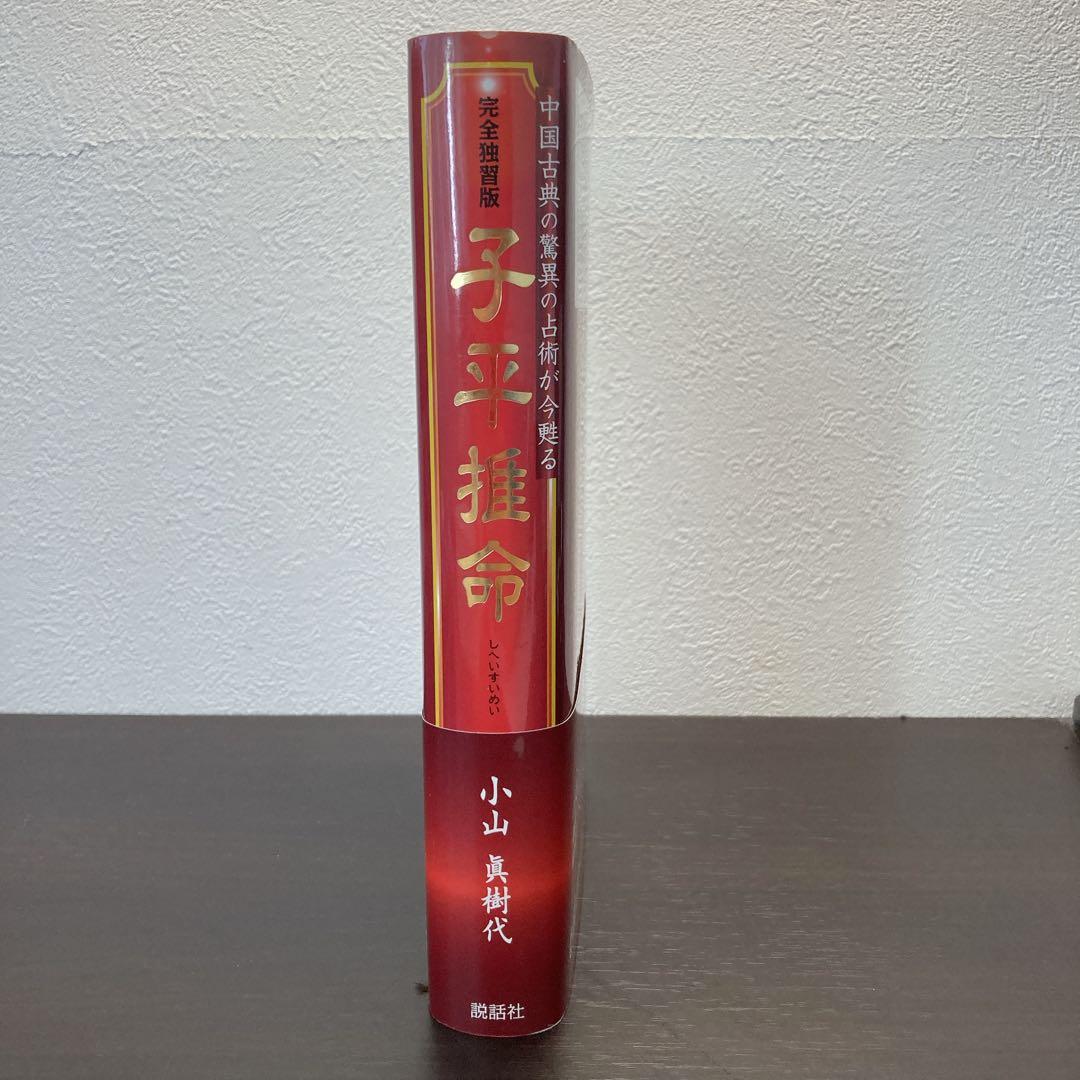 中国古典の驚異の占術が今甦る
完全独習版
子平推命
しへいすいめい
小山 眞樹代
説話社